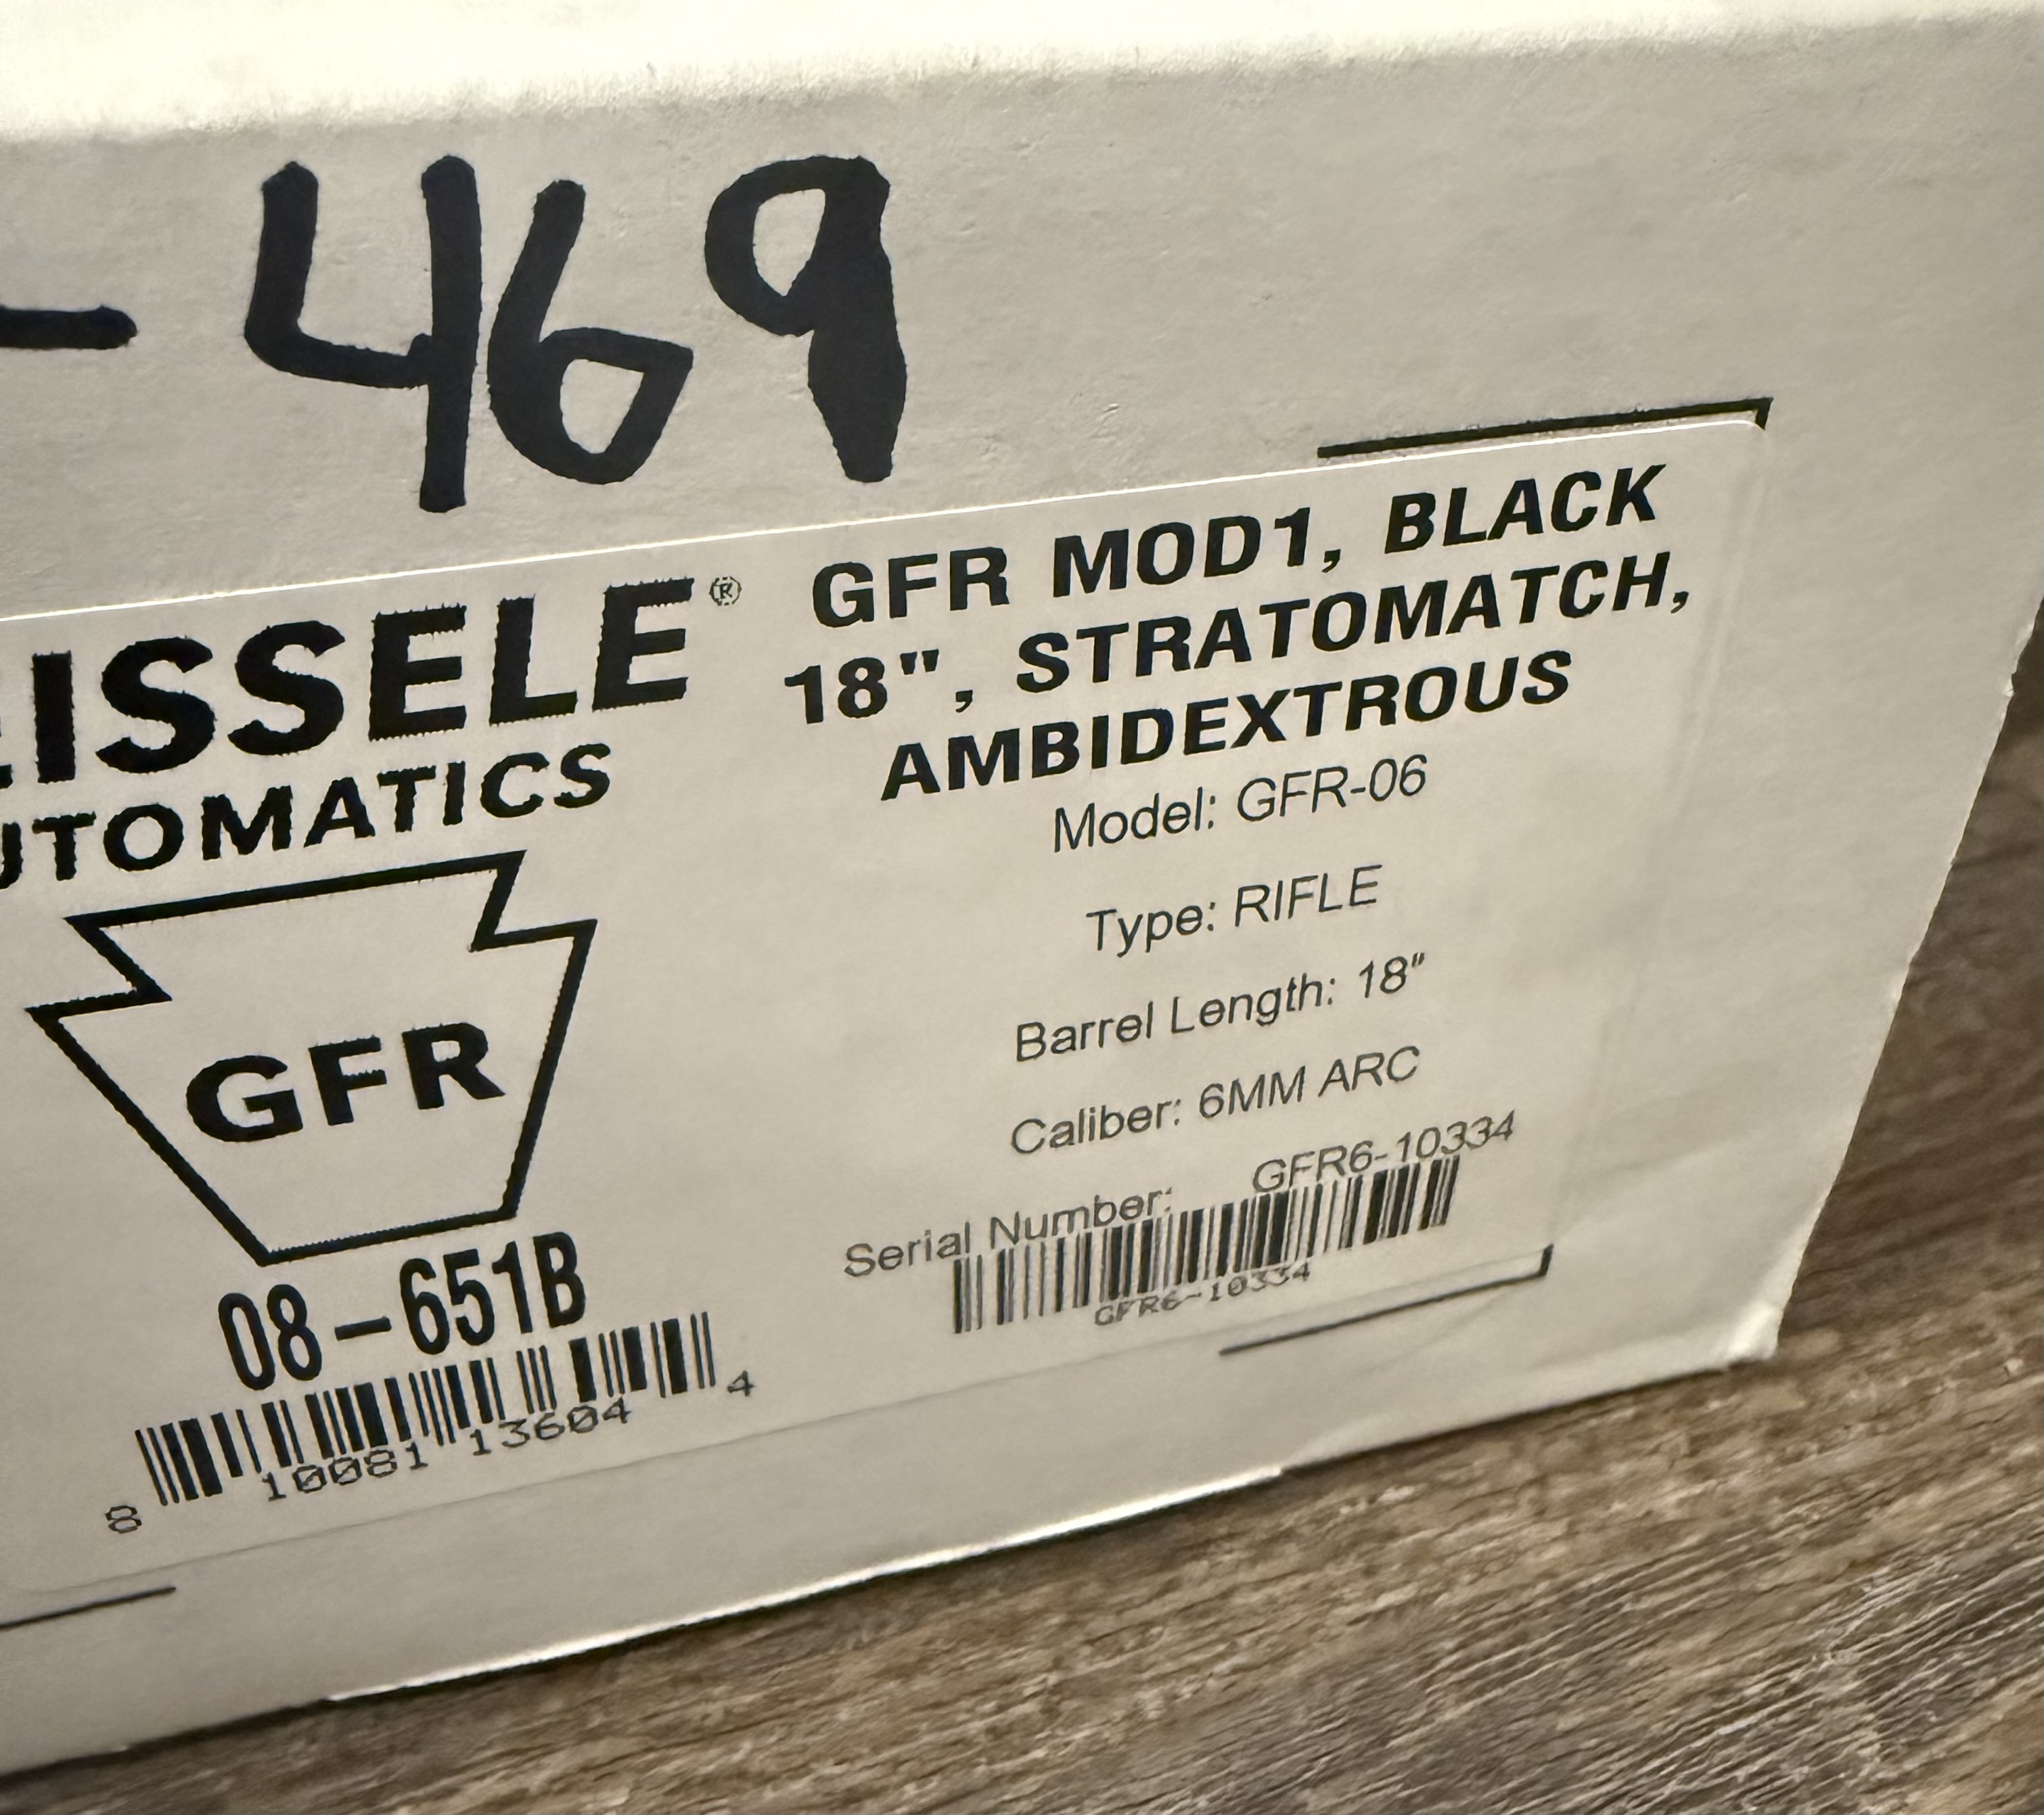 - 469
EISSELE®
UTOMATICS
GFR
08-651B
8 10081 13604 4
GFR MOD1, BLACK
18", STRATOMATCH,
AMBIDEXTROUS
Model: GFR-06
Type: RIFLE
Barrel Length: 18"
Caliber: 6MM ARC
Serial Number: GFR6-10334
GFR6-10334